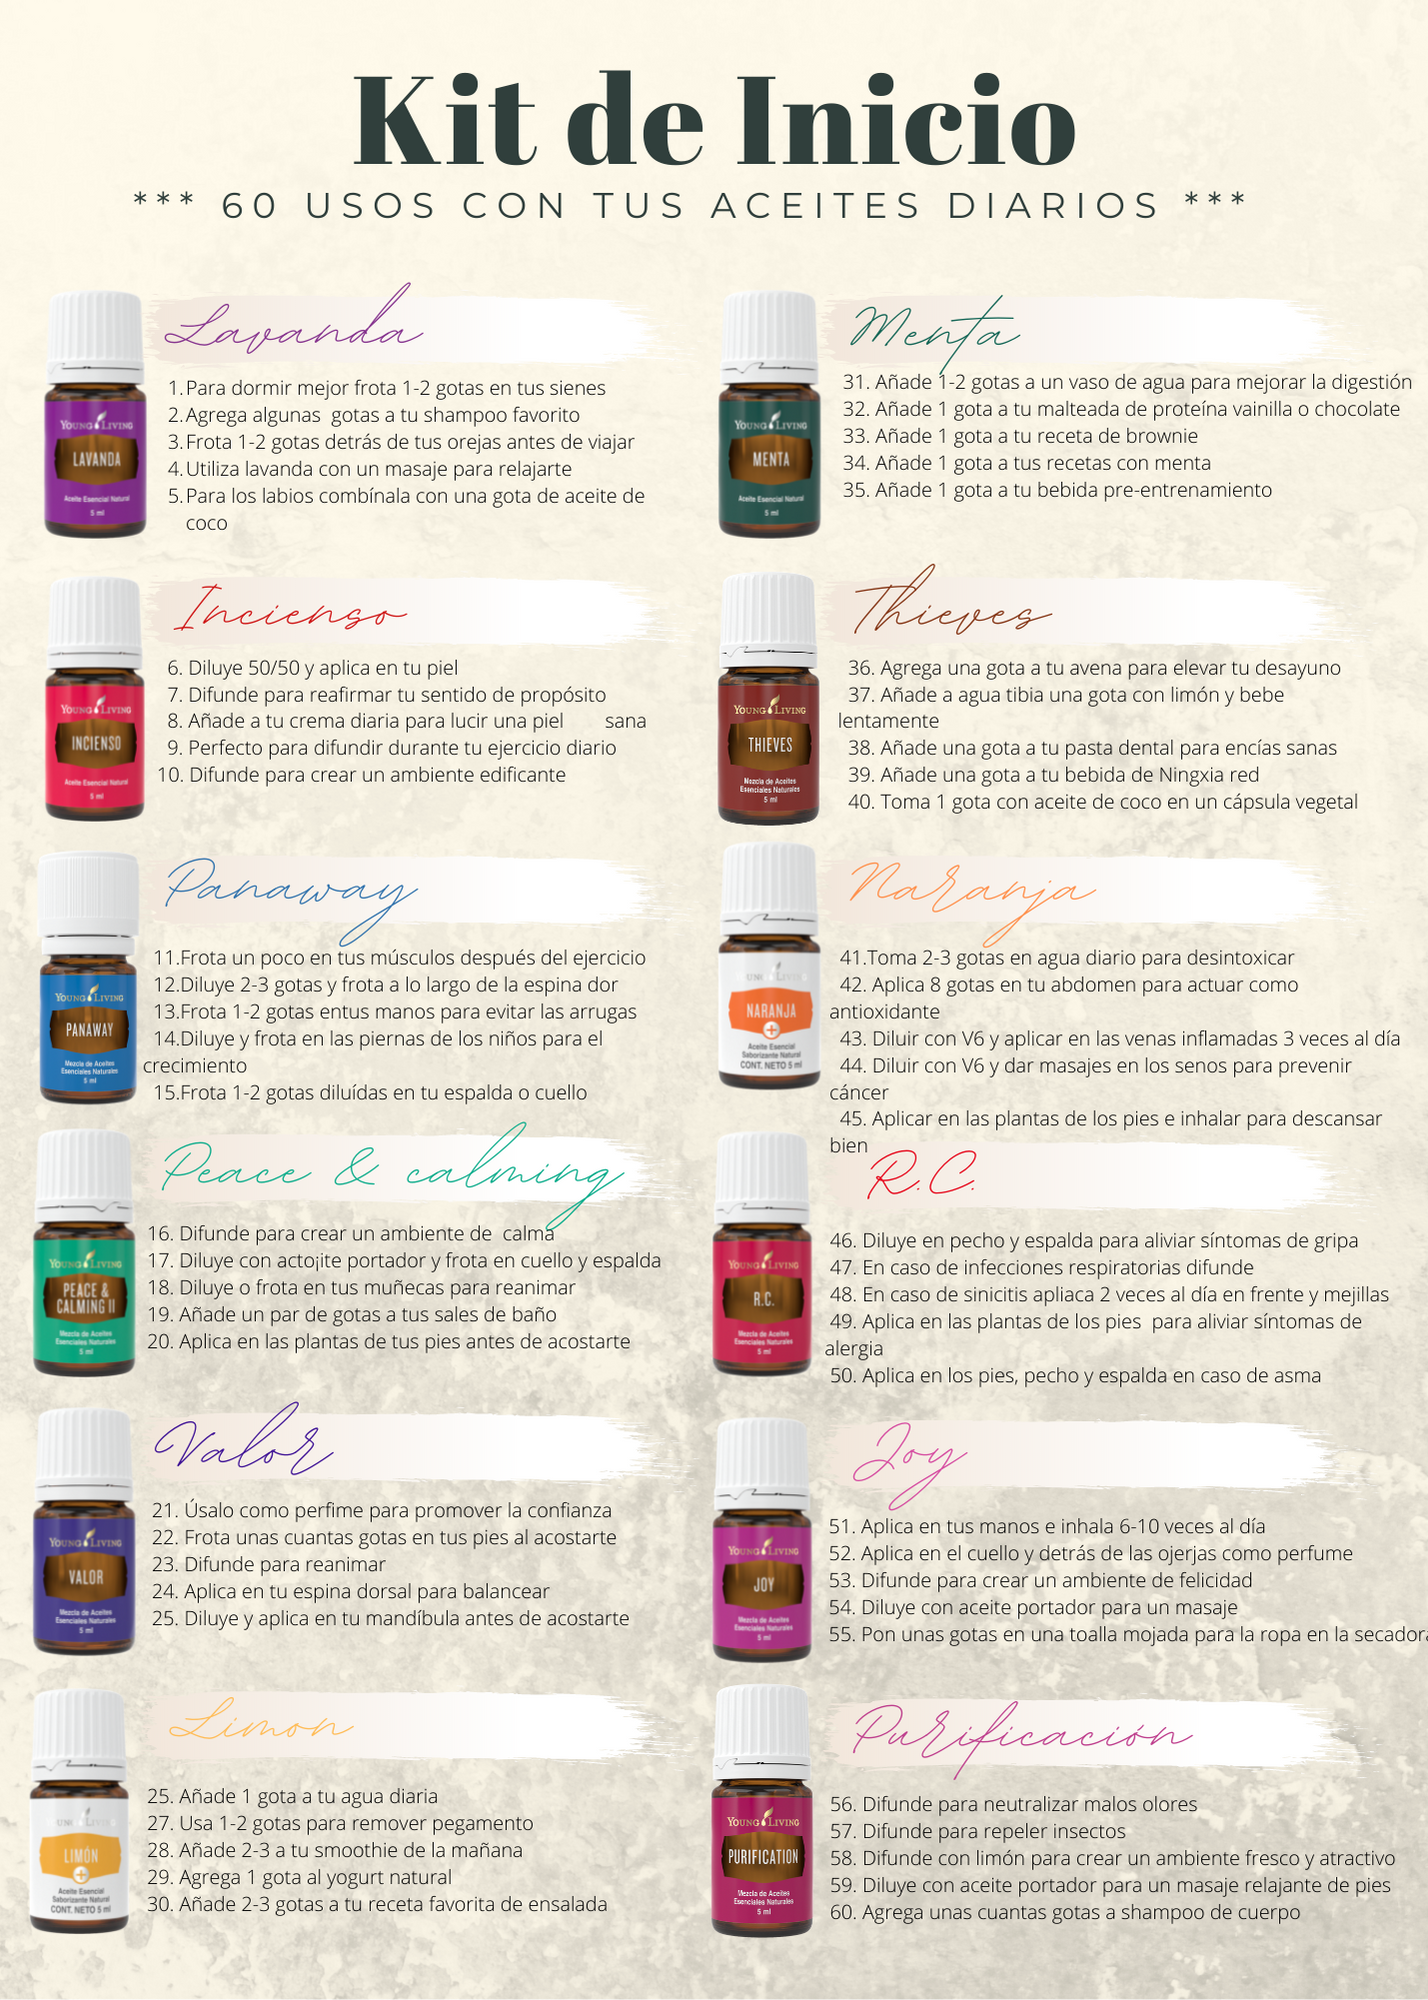 Kit de Inicio
*** 60 USOS CON TUS ACEITES DIARIOS ***
Lavanda
YOUNG LIVING
LAVANDA
Aceite Esencial Natural
5 ml
1.Para dormir mejor frota 1-2 gotas en tus sienes
2.Agrega algunas  gotas a tu shampoo favorito
3.Frota 1-2 gotas detrás de tus orejas antes de viajar
4.Utiliza lavanda con un masaje para relajarte
5.Para los labios combínala con una gota de aceite de
coco
Incienso
YOUNG LIVING
INCIENSO
Aceite Esencial Natural
5 ml
6. Diluye 50/50 y aplica en tu piel
7. Difunde para reafirmar tu sentido de propósito
8. Añade a tu crema diaria para lucir una piel sana
9. Perfecto para difundir durante tu ejercicio diario
10. Difunde para crear un ambiente edificante
Panaway
YOUNG LIVING
PANAWAY
Mezcla de Aceites
Esenciales Naturales
5 ml
11.Frota un poco en tus músculos después del ejercicio
12.Diluye 2-3 gotas y frota a lo largo de la espina dor
13.Frota 1-2 gotas entus manos para evitar las arrugas
14.Diluye y frota en las piernas de los niños para el
crecimiento
15.Frota 1-2 gotas diluídas en tu espalda o cuello
Peace & calming
YOUNG LIVING
PEACE &
CALMING II
Mezcla de Aceites
Esenciales Naturales
5 ml
16. Difunde para crear un ambiente de  calma
17. Diluye con acto¡ite portador y frota en cuello y espalda
18. Diluye o frota en tus muñecas para reanimar
19. Añade un par de gotas a tus sales de baño
20. Aplica en las plantas de tus pies antes de acostarte
Valor
YOUNG LIVING
VALOR
Mezcla de Aceites
Esenciales Naturales
5 ml
21. Úsalo como perfime para promover la confianza
22. Frota unas cuantas gotas en tus pies al acostarte
23. Difunde para reanimar
24. Aplica en tu espina dorsal para balancear
25. Diluye y aplica en tu mandíbula antes de acostarte
Limon
LIMÓN
Aceite Esencial
Saborizante Natural
CONT. NETO 5 ml
25. Añade 1 gota a tu agua diaria
27. Usa 1-2 gotas para remover pegamento
28. Añade 2-3 a tu smoothie de la mañana
29. Agrega 1 gota al yogurt natural
30. Añade 2-3 gotas a tu receta favorita de ensalada
Menta
YOUNG LIVING
MENTA
Aceite Esencial Natural
5 ml
31. Añade 1-2 gotas a un vaso de agua para mejorar la digestión
32. Añade 1 gota a tu malteada de proteína vainilla o chocolate
33. Añade 1 gota a tu receta de brownie
34. Añade 1 gota a tus recetas con menta
35. Añade 1 gota a tu bebida pre-entrenamiento
Thieves
YOUNG LIVING
THIEVES
Mezcla de Aceites
Esenciales Naturales
5 ml
36. Agrega una gota a tu avena para elevar tu desayuno
37. Añade a agua tibia una gota con limón y bebe
lentamente
38. Añade una gota a tu pasta dental para encías sanas
39. Añade una gota a tu bebida de Ningxia red
40. Toma 1 gota con aceite de coco en un cápsula vegetal
Naranja
NARANJA
Aceite Esencial
Saborizante Natural
CONT. NETO 5 ml
41.Toma 2-3 gotas en agua diario para desintoxicar
42. Aplica 8 gotas en tu abdomen para actuar como
antioxidante
43. Diluir con V6 y aplicar en las venas inflamadas 3 veces al día
44. Diluir con V6 y dar masajes en los senos para prevenir
cáncer
45. Aplicar en las plantas de los pies e inhalar para descansar
bien
R.C.
YOUNG LIVING
R.C.
Mezcla de Aceites
Esenciales Naturales
5 ml
46. Diluye en pecho y espalda para aliviar síntomas de gripa
47. En caso de infecciones respiratorias difunde
48. En caso de sinicitis apliaca 2 veces al día en frente y mejillas
49. Aplica en las plantas de los pies  para aliviar síntomas de
alergia
50. Aplica en los pies, pecho y espalda en caso de asma
Joy
YOUNG LIVING
JOY
Mezcla de Aceites
Esenciales Naturales
5 ml
51. Aplica en tus manos e inhala 6-10 veces al día
52. Aplica en el cuello y detrás de las ojerjas como perfume
53. Difunde para crear un ambiente de felicidad
54. Diluye con aceite portador para un masaje
55. Pon unas gotas en una toalla mojada para la ropa en la secadora
Purificación
YOUNG LIVING
PURIFICATION
Mezcla de Aceites
Esenciales Naturales
5 ml
56. Difunde para neutralizar malos olores
57. Difunde para repeler insectos
58. Difunde con limón para crear un ambiente fresco y atractivo
59. Diluye con aceite portador para un masaje relajante de pies
60. Agrega unas cuantas gotas a shampoo de cuerpo